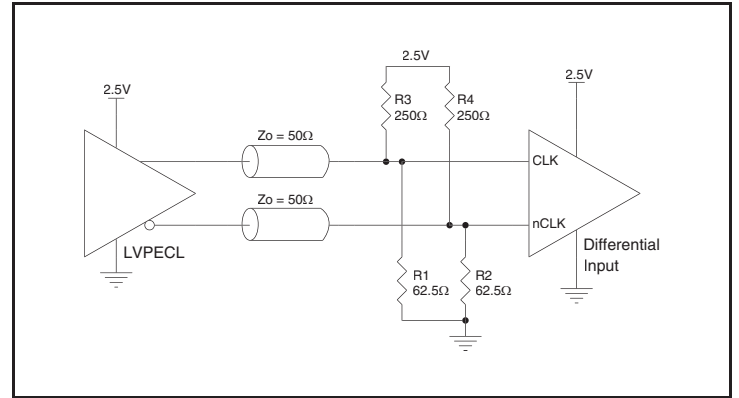 2.5V
2.5V
2.5V
R3
250Ω
R4
250Ω
Zo = 50Ω
CLK
Zo = 50Ω
nCLK
LVPECL
Differential
Input
R1
62.5Ω
R2
62.5Ω